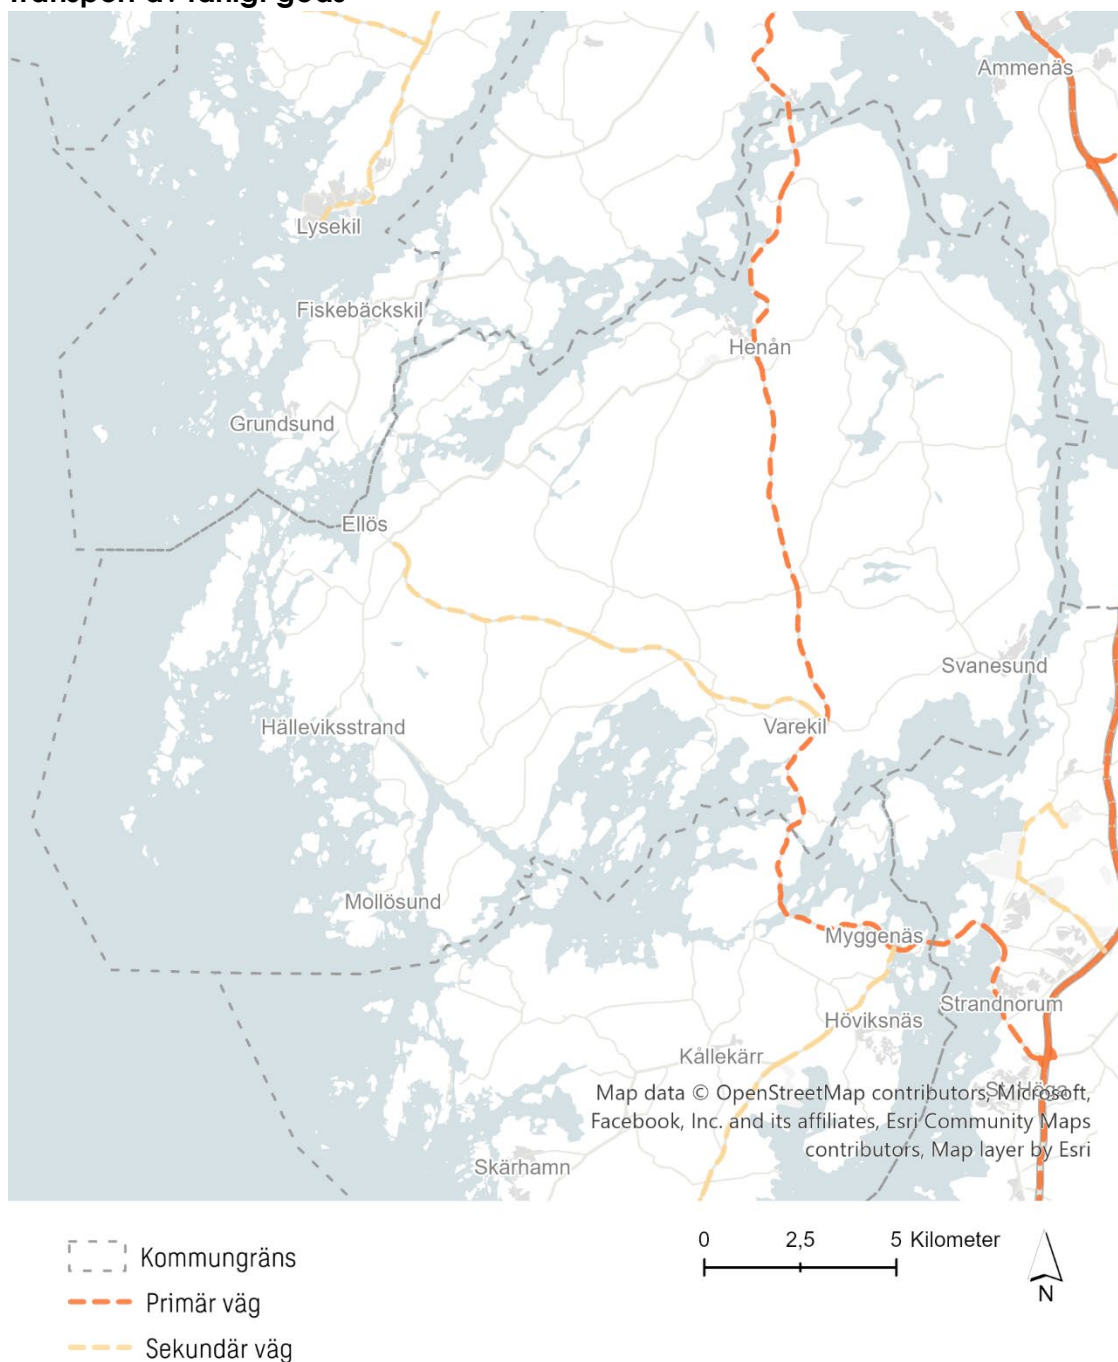 Ammenäs
Lysekil
Fiskebäckskil
Henån
Grundsund
Ellös
Svanesund
Hälleviksstrand
Varekil
Mollösund
Myggenäs
Strandnorum
Höviksnäs
Kållekärr
Map data © OpenStreetMap contributors, Microsoft,
Facebook, Inc. and its affiliates, Esri Community Maps
contributors, Map layer by Esri
Skärhamn
0 2,5 5 Kilometer
Kommungräns
N
Primär väg
Sekundär väg